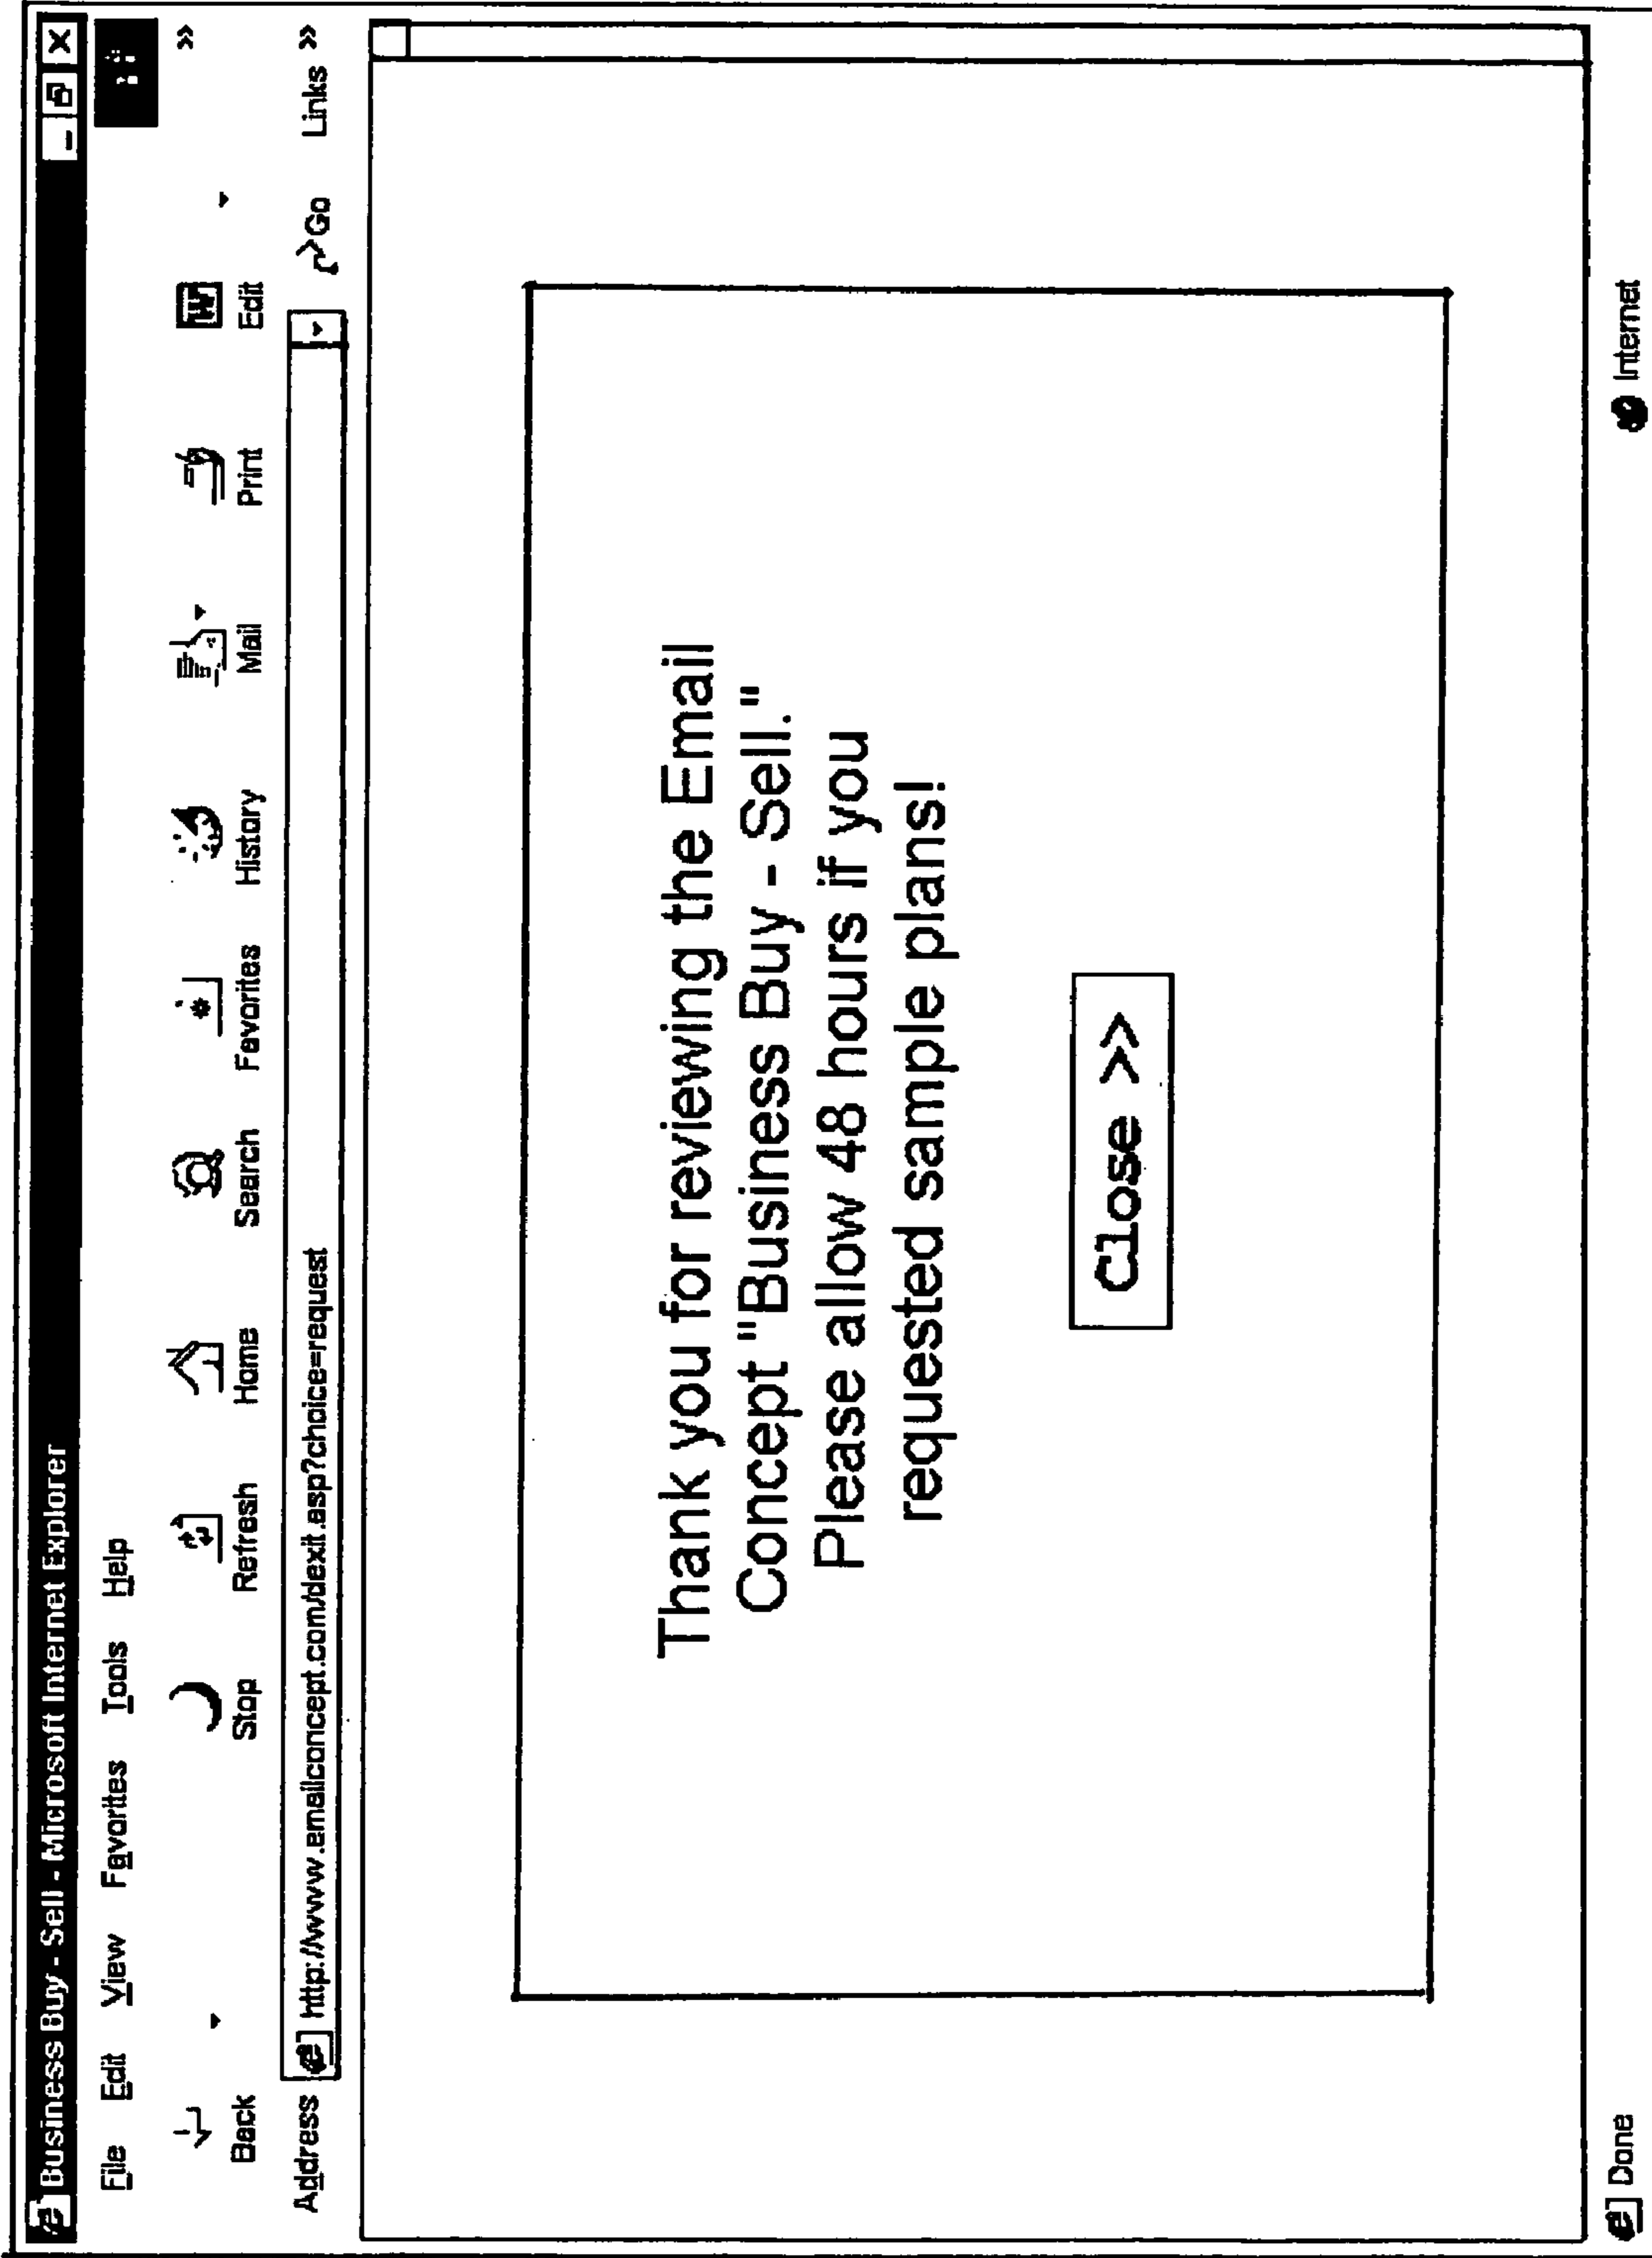 Business Buy - Sell - Microsoft Internet Explorer
File Edit View Favorites Tools Help
Back Stop Refresh Home Search Favorites History Mail Print Edit »
Address http://www.emailconcept.com/dexit.asp?choice=request Go Links »
Thank you for reviewing the Email
Concept "Business Buy - Sell."
Please allow 48 hours if you
requested sample plans!
Close >>
Done Internet